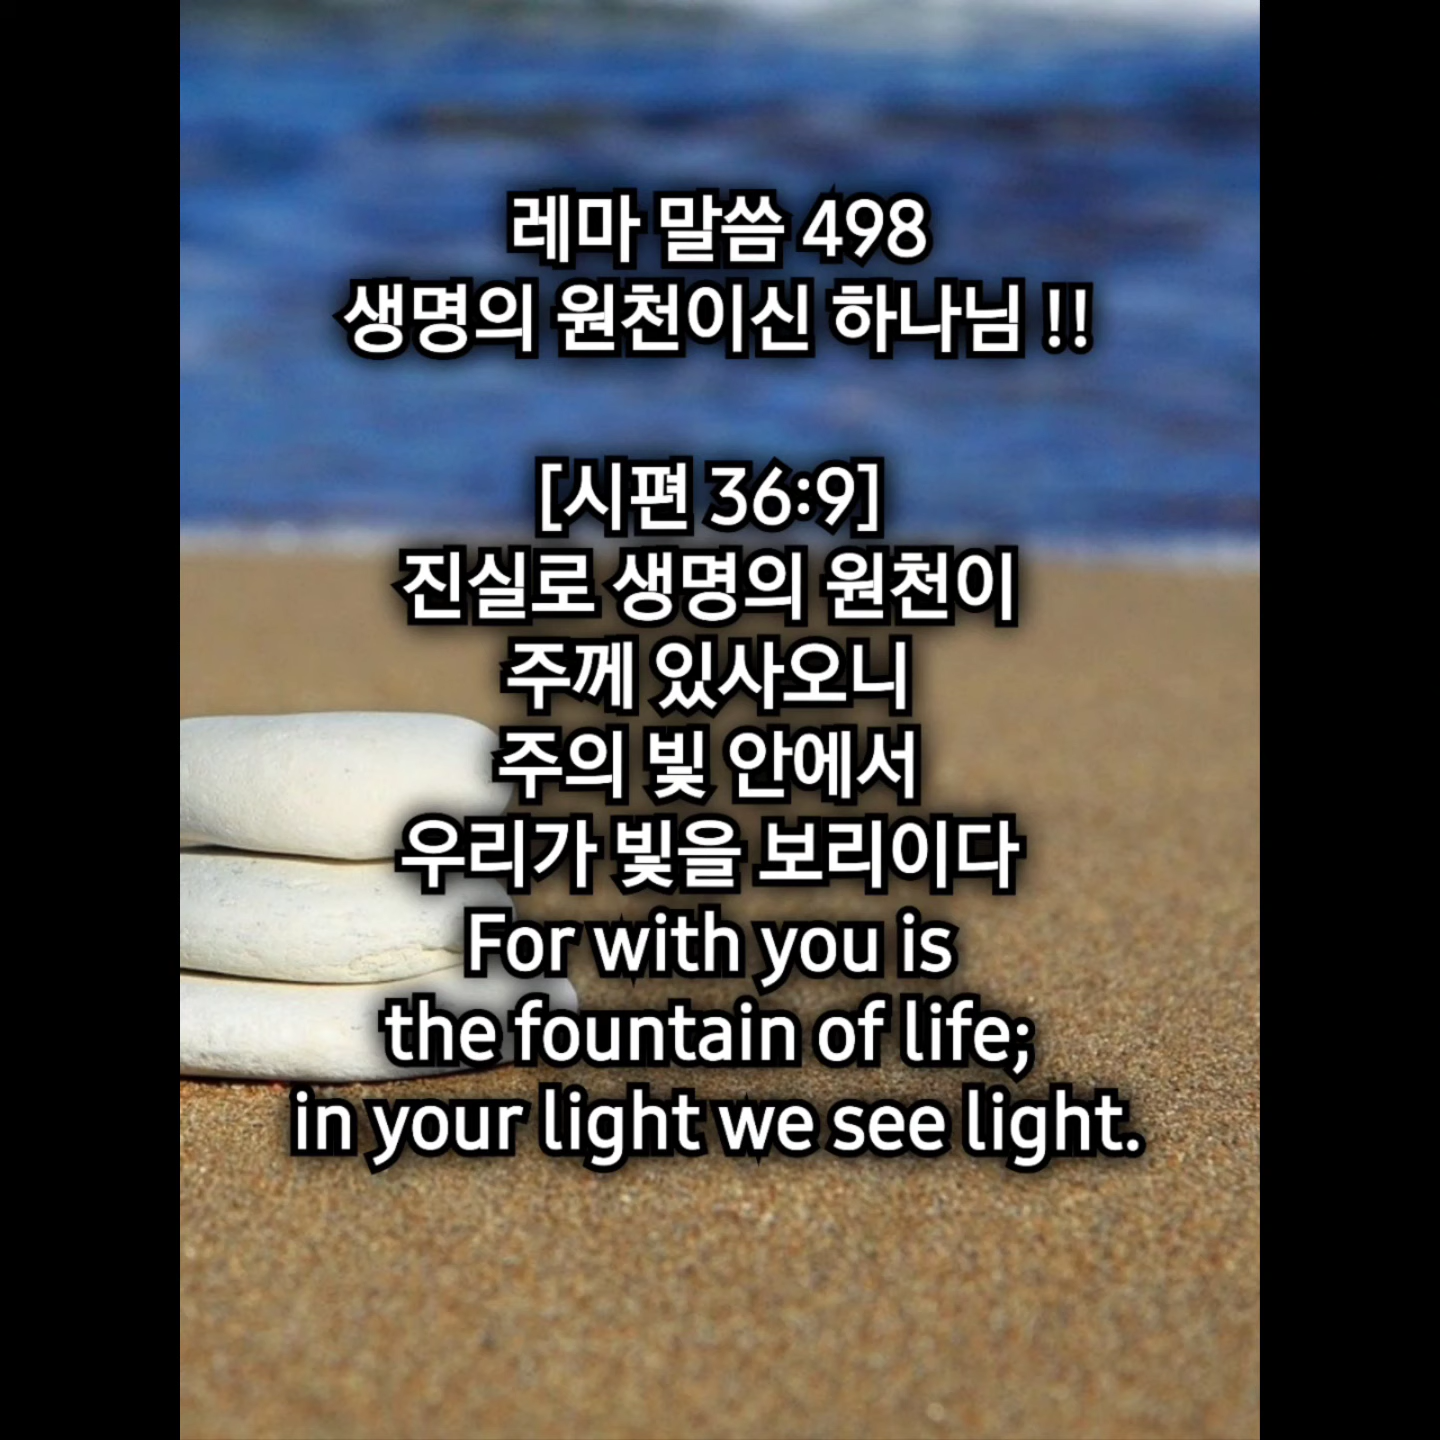 레마 말씀 498
생명의 원천이신 하나님 !!
[시편 36:9]
진실로 생명의 원천이
주께 있사오니
주의 빛 안에서
우리가 빛을 보리이다
For with you is
the fountain of life;
in your light we see light.